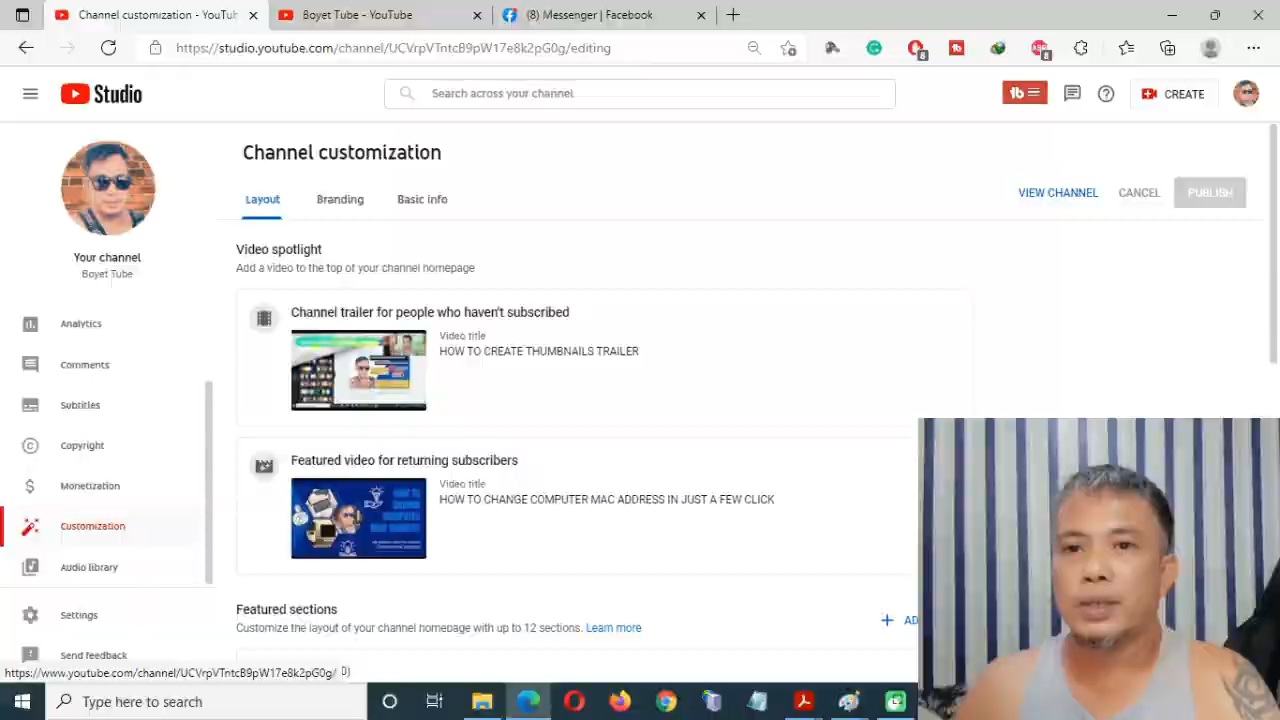 Channel customization - YouTu
Boyet Tube - YouTube
(8) Messenger | Facebook
https://studio.youtube.com/channel/UCVrpVTntcB9pW17e8k2pG0g/editing
8
8
Studio
Search across your channel
tb
CREATE
Channel customization
Layout
Branding
Basic info
VIEW CHANNEL
CANCEL
PUBLISH
Your channel
Boyet Tube
Analytics
Comments
Subtitles
Copyright
Monetization
Customization
Audio library
Settings
Send feedback
Video spotlight
Add a video to the top of your channel homepage
Channel trailer for people who haven't subscribed
Video title
HOW TO CREATE THUMBNAILS TRAILER
Featured video for returning subscribers
Video title
HOW TO CHANGE COMPUTER MAC ADDRESS IN JUST A FEW CLICK
Featured sections
Customize the layout of your channel homepage with up to 12 sections. Learn more
+ AD
https://www.youtube.com/channel/UCVrpVTntcB9pW17e8k2pG0g/
Type here to search